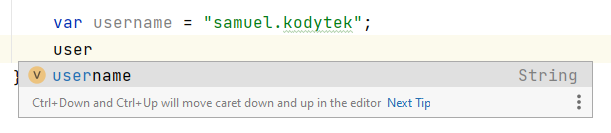 var username = "samuel.kodytek";
user
}
V username String
Ctrl+Down and Ctrl+Up will move caret down and up in the editor Next Tip